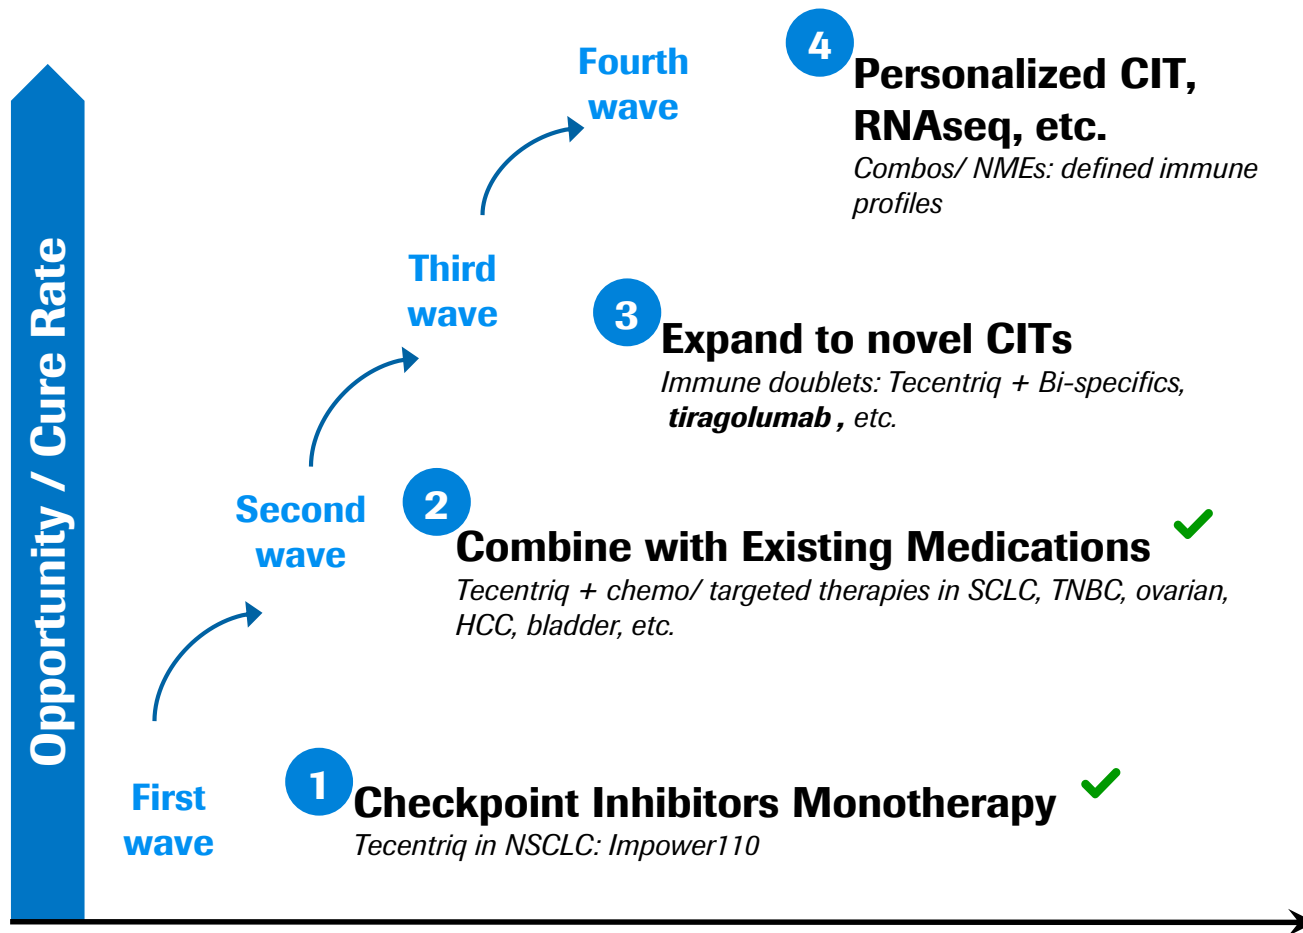 Opportunity / Cure Rate
Fourth
wave
4
Personalized CIT,
RNAseq, etc.
Combos/ NMEs: defined immune
profiles
Third
wave
3
Expand to novel CITs
Immune doublets: Tecentriq + Bi-specifics,
tiragolumab , etc.
Second
wave
2
Combine with Existing Medications
Tecentriq + chemo/ targeted therapies in SCLC, TNBC, ovarian,
HCC, bladder, etc.
First
wave
1
Checkpoint Inhibitors Monotherapy
Tecentriq in NSCLC: Impower110